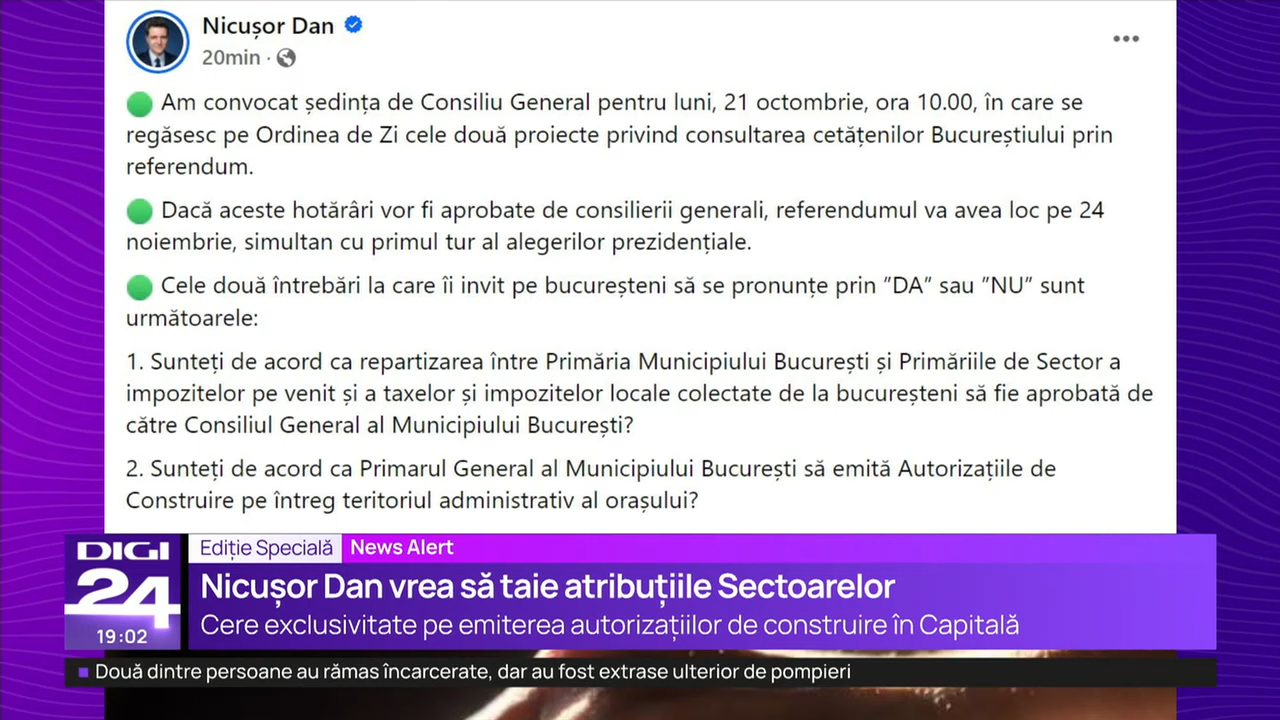 Nicușor Dan
20min ·
Am convocat ședința de Consiliu General pentru luni, 21 octombrie, ora 10.00, în care se
regăsesc pe Ordinea de Zi cele două proiecte privind consultarea cetățenilor Bucureștiului prin
referendum.
Dacă aceste hotărâri vor fi aprobate de consilierii generali, referendumul va avea loc pe 24
noiembrie, simultan cu primul tur al alegerilor prezidențiale.
Cele două întrebări la care îi invit pe bucureșteni să se pronunțe prin ”DA” sau ”NU” sunt
următoarele:
1. Sunteți de acord ca repartizarea între Primăria Municipiului București și Primăriile de Sector a
impozitelor pe venit și a taxelor și impozitelor locale colectate de la bucureșteni să fie aprobată de
către Consiliul General al Municipiului București?
2. Sunteți de acord ca Primarul General al Municipiului București să emită Autorizațiile de
Construire pe întreg teritoriul administrativ al orașului?
DIGI
24
19:02
Ediție Specială
News Alert
Nicușor Dan vrea să taie atribuțiile Sectoarelor
Cere exclusivitate pe emiterea autorizațiilor de construire în Capitală
Două dintre persoane au rămas încarcerate, dar au fost extrase ulterior de pompieri